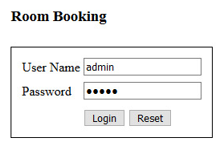 Room Booking
User Name admin
Password •••••
Login Reset